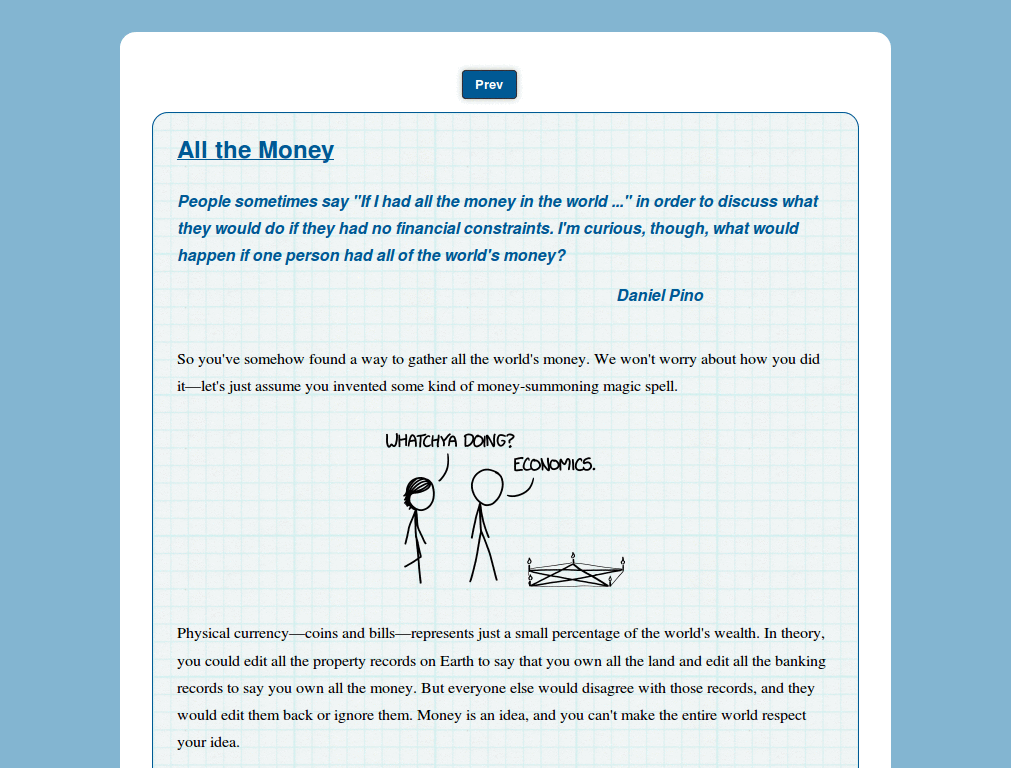 Prev
All the Money
People sometimes say "If I had all the money in the world ..." in order to discuss what
they would do if they had no financial constraints. I'm curious, though, what would
happen if one person had all of the world's money?
Daniel Pino
So you've somehow found a way to gather all the world's money. We won't worry about how you did
it—let's just assume you invented some kind of money-summoning magic spell.
WHATCHYA DOING?
ECONOMICS.
Physical currency—coins and bills—represents just a small percentage of the world's wealth. In theory,
you could edit all the property records on Earth to say that you own all the land and edit all the banking
records to say you own all the money. But everyone else would disagree with those records, and they
would edit them back or ignore them. Money is an idea, and you can't make the entire world respect
your idea.